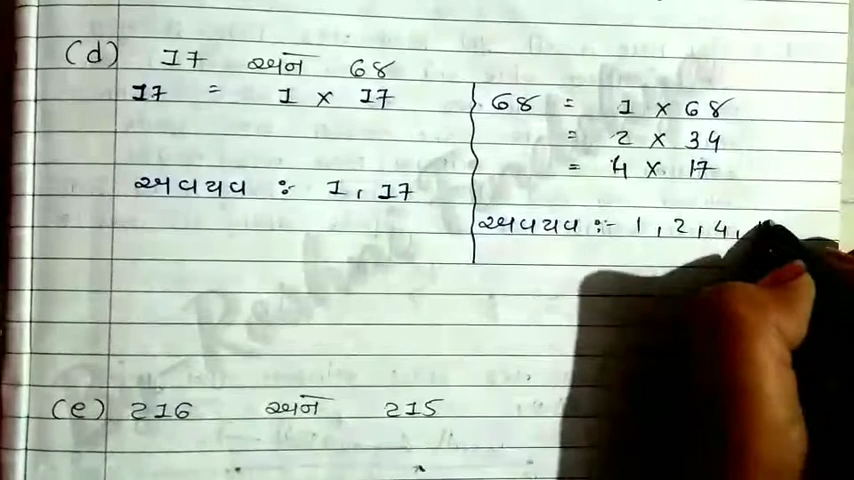 (d) 17 અને 68
17 = 1 × 17
અવયવ :- 1, 17
68 = 1 × 68
= 2 × 34
= 4 × 17
અવયવ :- 1, 2, 4,
(e) 216 અને 215